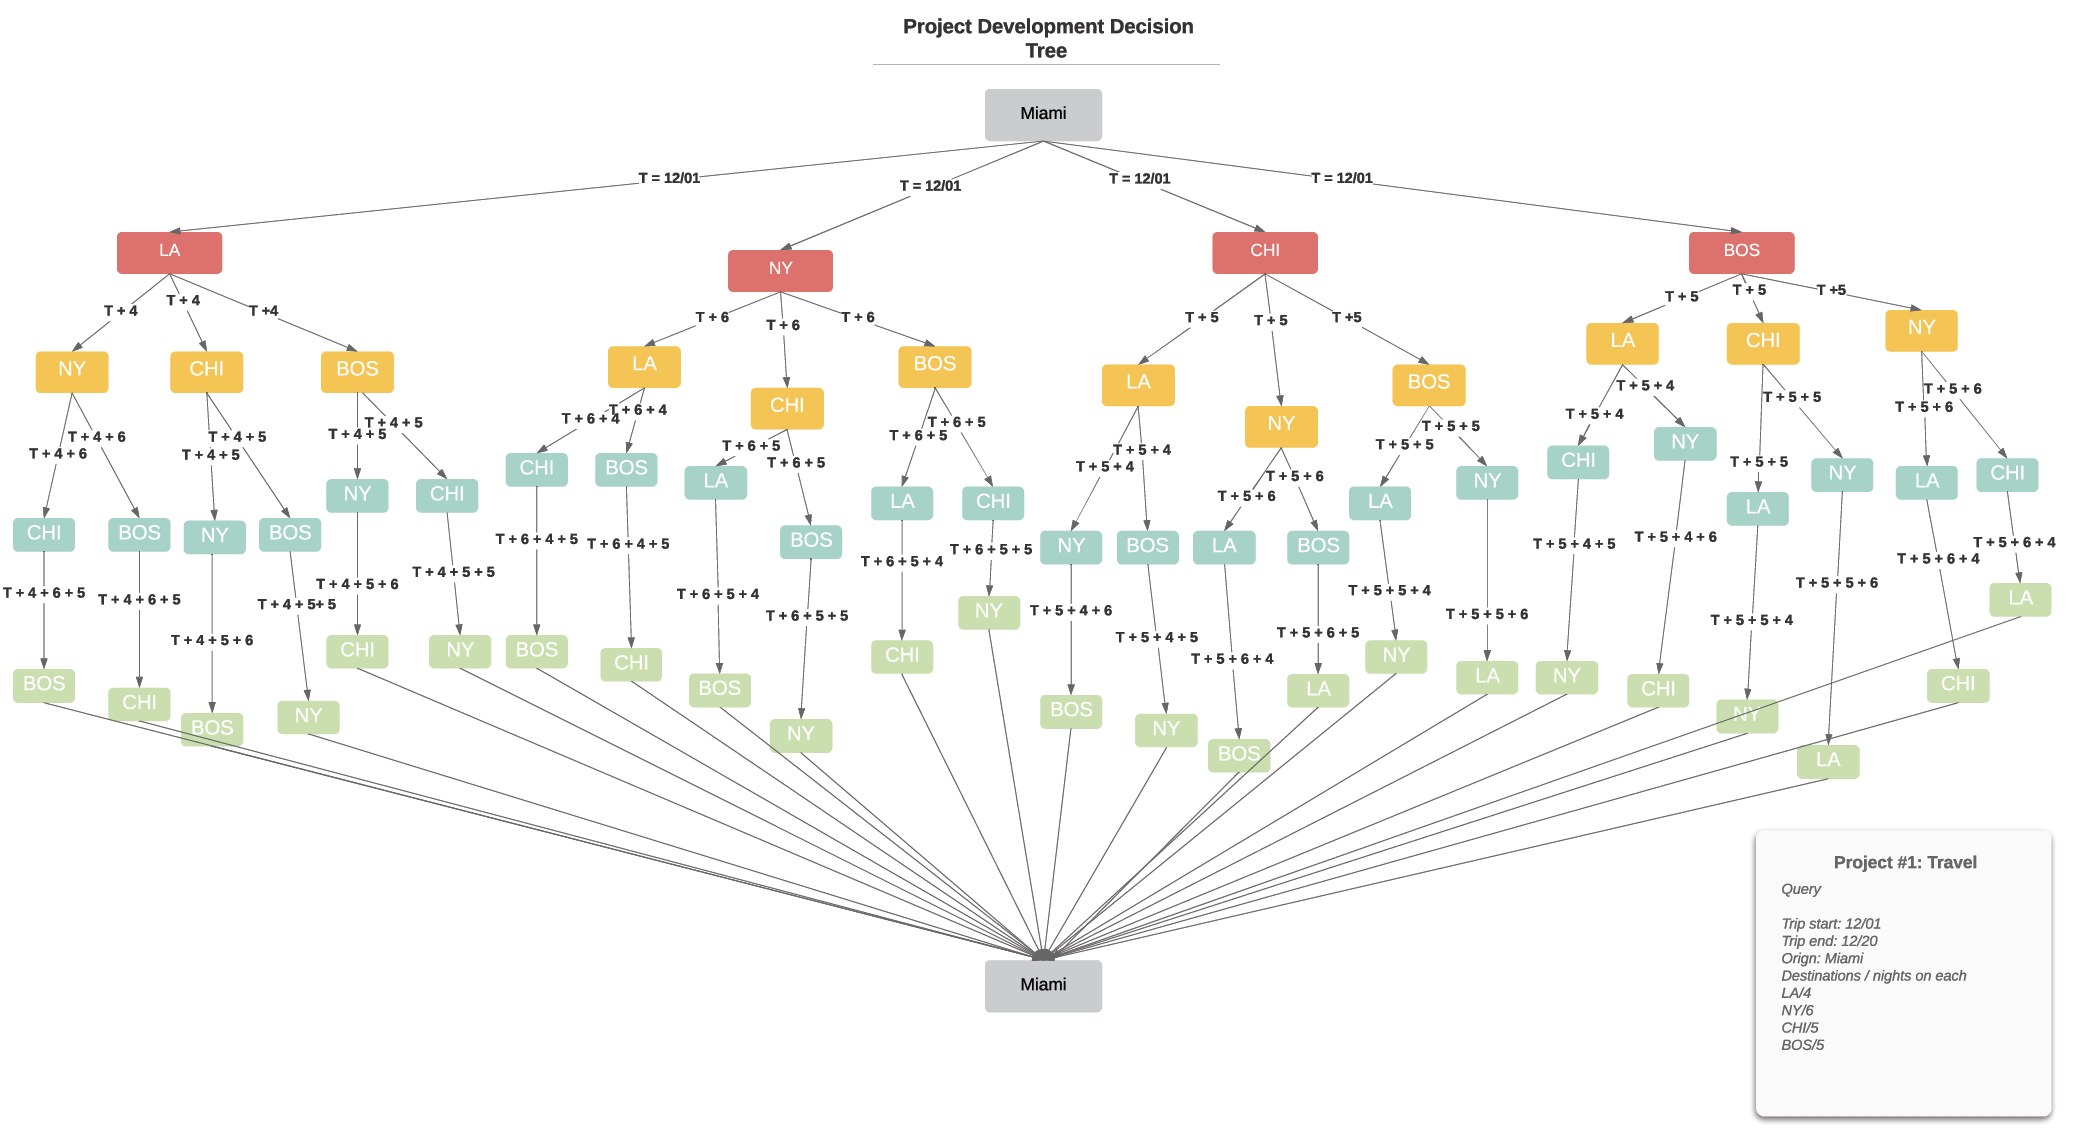 Project Development Decision
Tree
Miami
T = 12/01
T = 12/01
T = 12/01
T = 12/01
LA
NY
CHI
BOS
T + 4
T + 4
T +4
T + 6
T + 6
T + 6
T + 5
T + 5
T +5
T + 5
T + 5
T +5
NY
CHI
BOS
LA
CHI
BOS
LA
NY
BOS
LA
CHI
NY
T + 4 + 6
T + 4 + 6
T + 4 + 5
T + 4 + 5
T + 4 + 5
T + 4 + 5
T + 6 + 4
T + 6 + 4
T + 6 + 5
T + 6 + 5
T + 6 + 5
T + 6 + 5
T + 5 + 4
T + 5 + 4
T + 5 + 6
T + 5 + 6
T + 5 + 5
T + 5 + 5
T + 5 + 4
T + 5 + 4
T + 5 + 5
T + 5 + 5
T + 5 + 6
T + 5 + 6
CHI
BOS
NY
BOS
NY
CHI
CHI
BOS
LA
BOS
LA
CHI
NY
BOS
LA
BOS
LA
NY
CHI
NY
LA
NY
LA
CHI
T + 4 + 6 + 5
T + 4 + 6 + 5
T + 4 + 5 + 6
T + 4 + 5+ 5
T + 4 + 5 + 6
T + 4 + 5 + 5
T + 6 + 4 + 5
T + 6 + 4 + 5
T + 6 + 5 + 4
T + 6 + 5 + 5
T + 6 + 5 + 4
T + 6 + 5 + 5
T + 5 + 4 + 6
T + 5 + 4 + 5
T + 5 + 6 + 4
T + 5 + 6 + 5
T + 5 + 5 + 4
T + 5 + 5 + 6
T + 5 + 4 + 5
T + 5 + 4 + 6
T + 5 + 5 + 4
T + 5 + 5 + 6
T + 5 + 6 + 4
T + 5 + 6 + 4
BOS
CHI
BOS
NY
CHI
NY
BOS
CHI
BOS
NY
CHI
NY
BOS
NY
BOS
LA
NY
LA
NY
CHI
NY
LA
CHI
LA
Miami
Project #1: Travel
Query
Trip start: 12/01
Trip end: 12/20
Orign: Miami
Destinations / nights on each
LA/4
NY/6
CHI/5
BOS/5